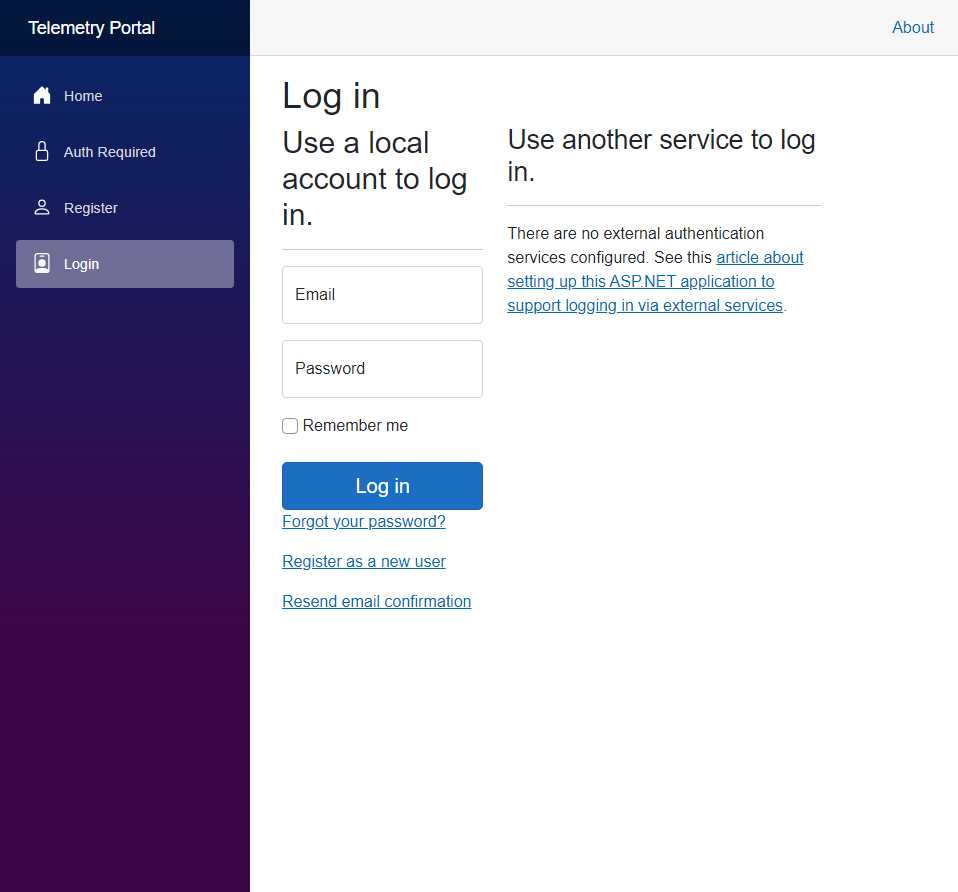 Telemetry Portal
About
Home
Auth Required
Register
Login
Log in
Use a local
account to log
in.
Email
Password
Remember me
Log in
Forgot your password?
Register as a new user
Resend email confirmation
Use another service to log
in.
There are no external authentication
services configured. See this article about
setting up this ASP.NET application to
support logging in via external services.